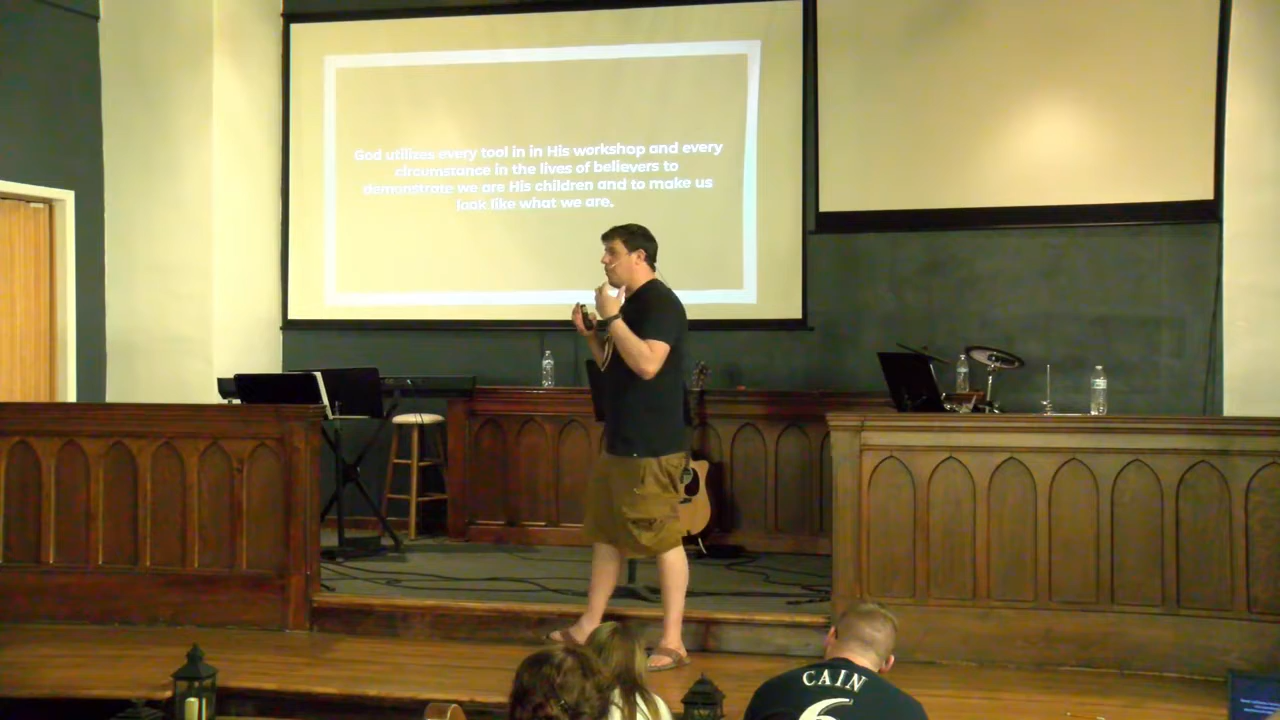 God utilizes every tool in in His workshop and every
circumstance in the lives of believers to
demonstrate we are His children and to make us
look like what we are.
CAIN
6